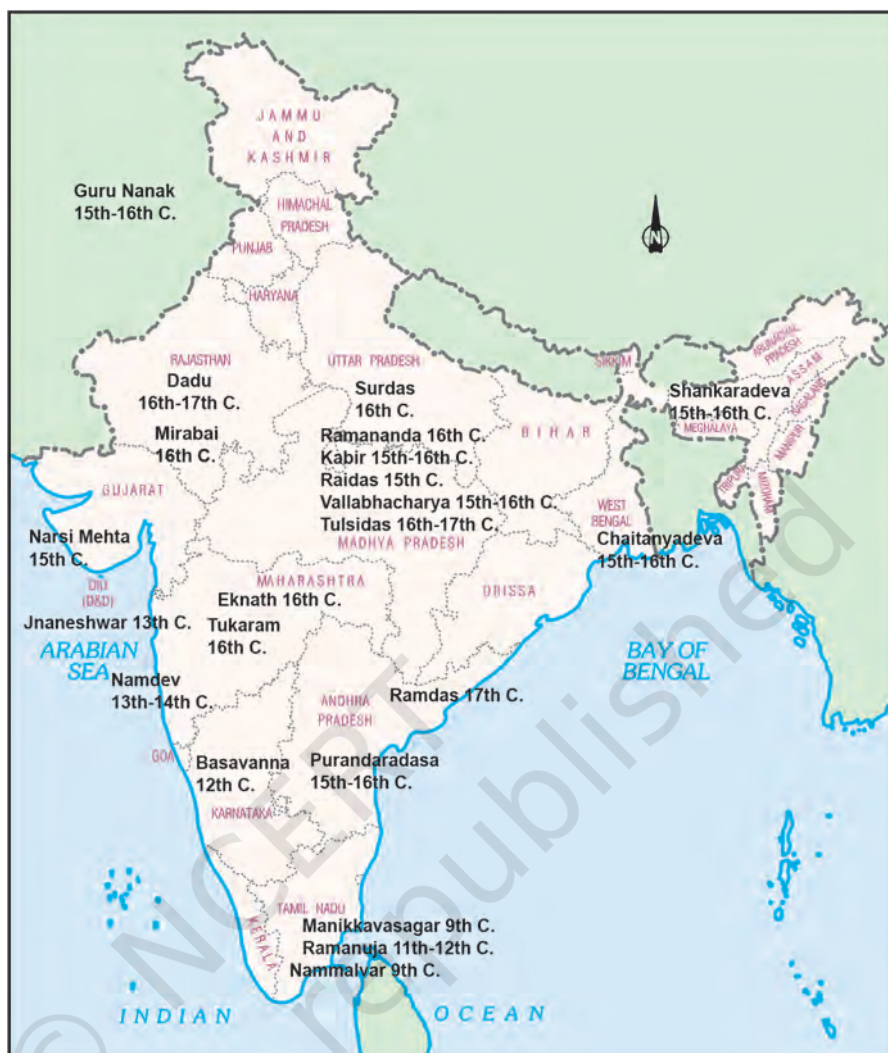 JAMMU
AND
KASHMIR
Guru Nanak
15th-16th C.
HIMACHAL
PRADESH
PUNJAB
N
HARYANA
ARUNACHAL
PRADESH
RAJASTHAN
UTTAR PRADESH
SIKKIM
ASSAM
NAGALAND
Dadu
16th-17th C.
Surdas
16th C.
Shankaradeva
15th-16th C.
MEGHALAYA
MANIPUR
Mirabai
16th C.
Ramananda 16th C.
Kabir 15th-16th C.
Raidas 15th C.
Vallabhacharya 15th-16th C.
Tulsidas 16th-17th C.
BIHAR
TRIPURA
MIZORAM
GUJARAT
WEST
BENGAL
Narsi Mehta
15th C.
MADHYA PRADESH
Chaitanyadeva
15th-16th C.
DIU
(D&D)
MAHARASHTRA
ORISSA
Eknath 16th C.
Jnaneshwar 13th C.
Tukaram
16th C.
ARABIAN
SEA
BAY OF
BENGAL
Namdev
13th-14th C.
ANDHRA
PRADESH
Ramdas 17th C.
GOA
Basavanna
12th C.
Purandaradasa
15th-16th C.
KARNATAKA
TAMIL NADU
KERALA
Manikkavasagar 9th C.
Ramanuja 11th-12th C.
Nammalvar 9th C.
INDIAN OCEAN
© NCERT
republished